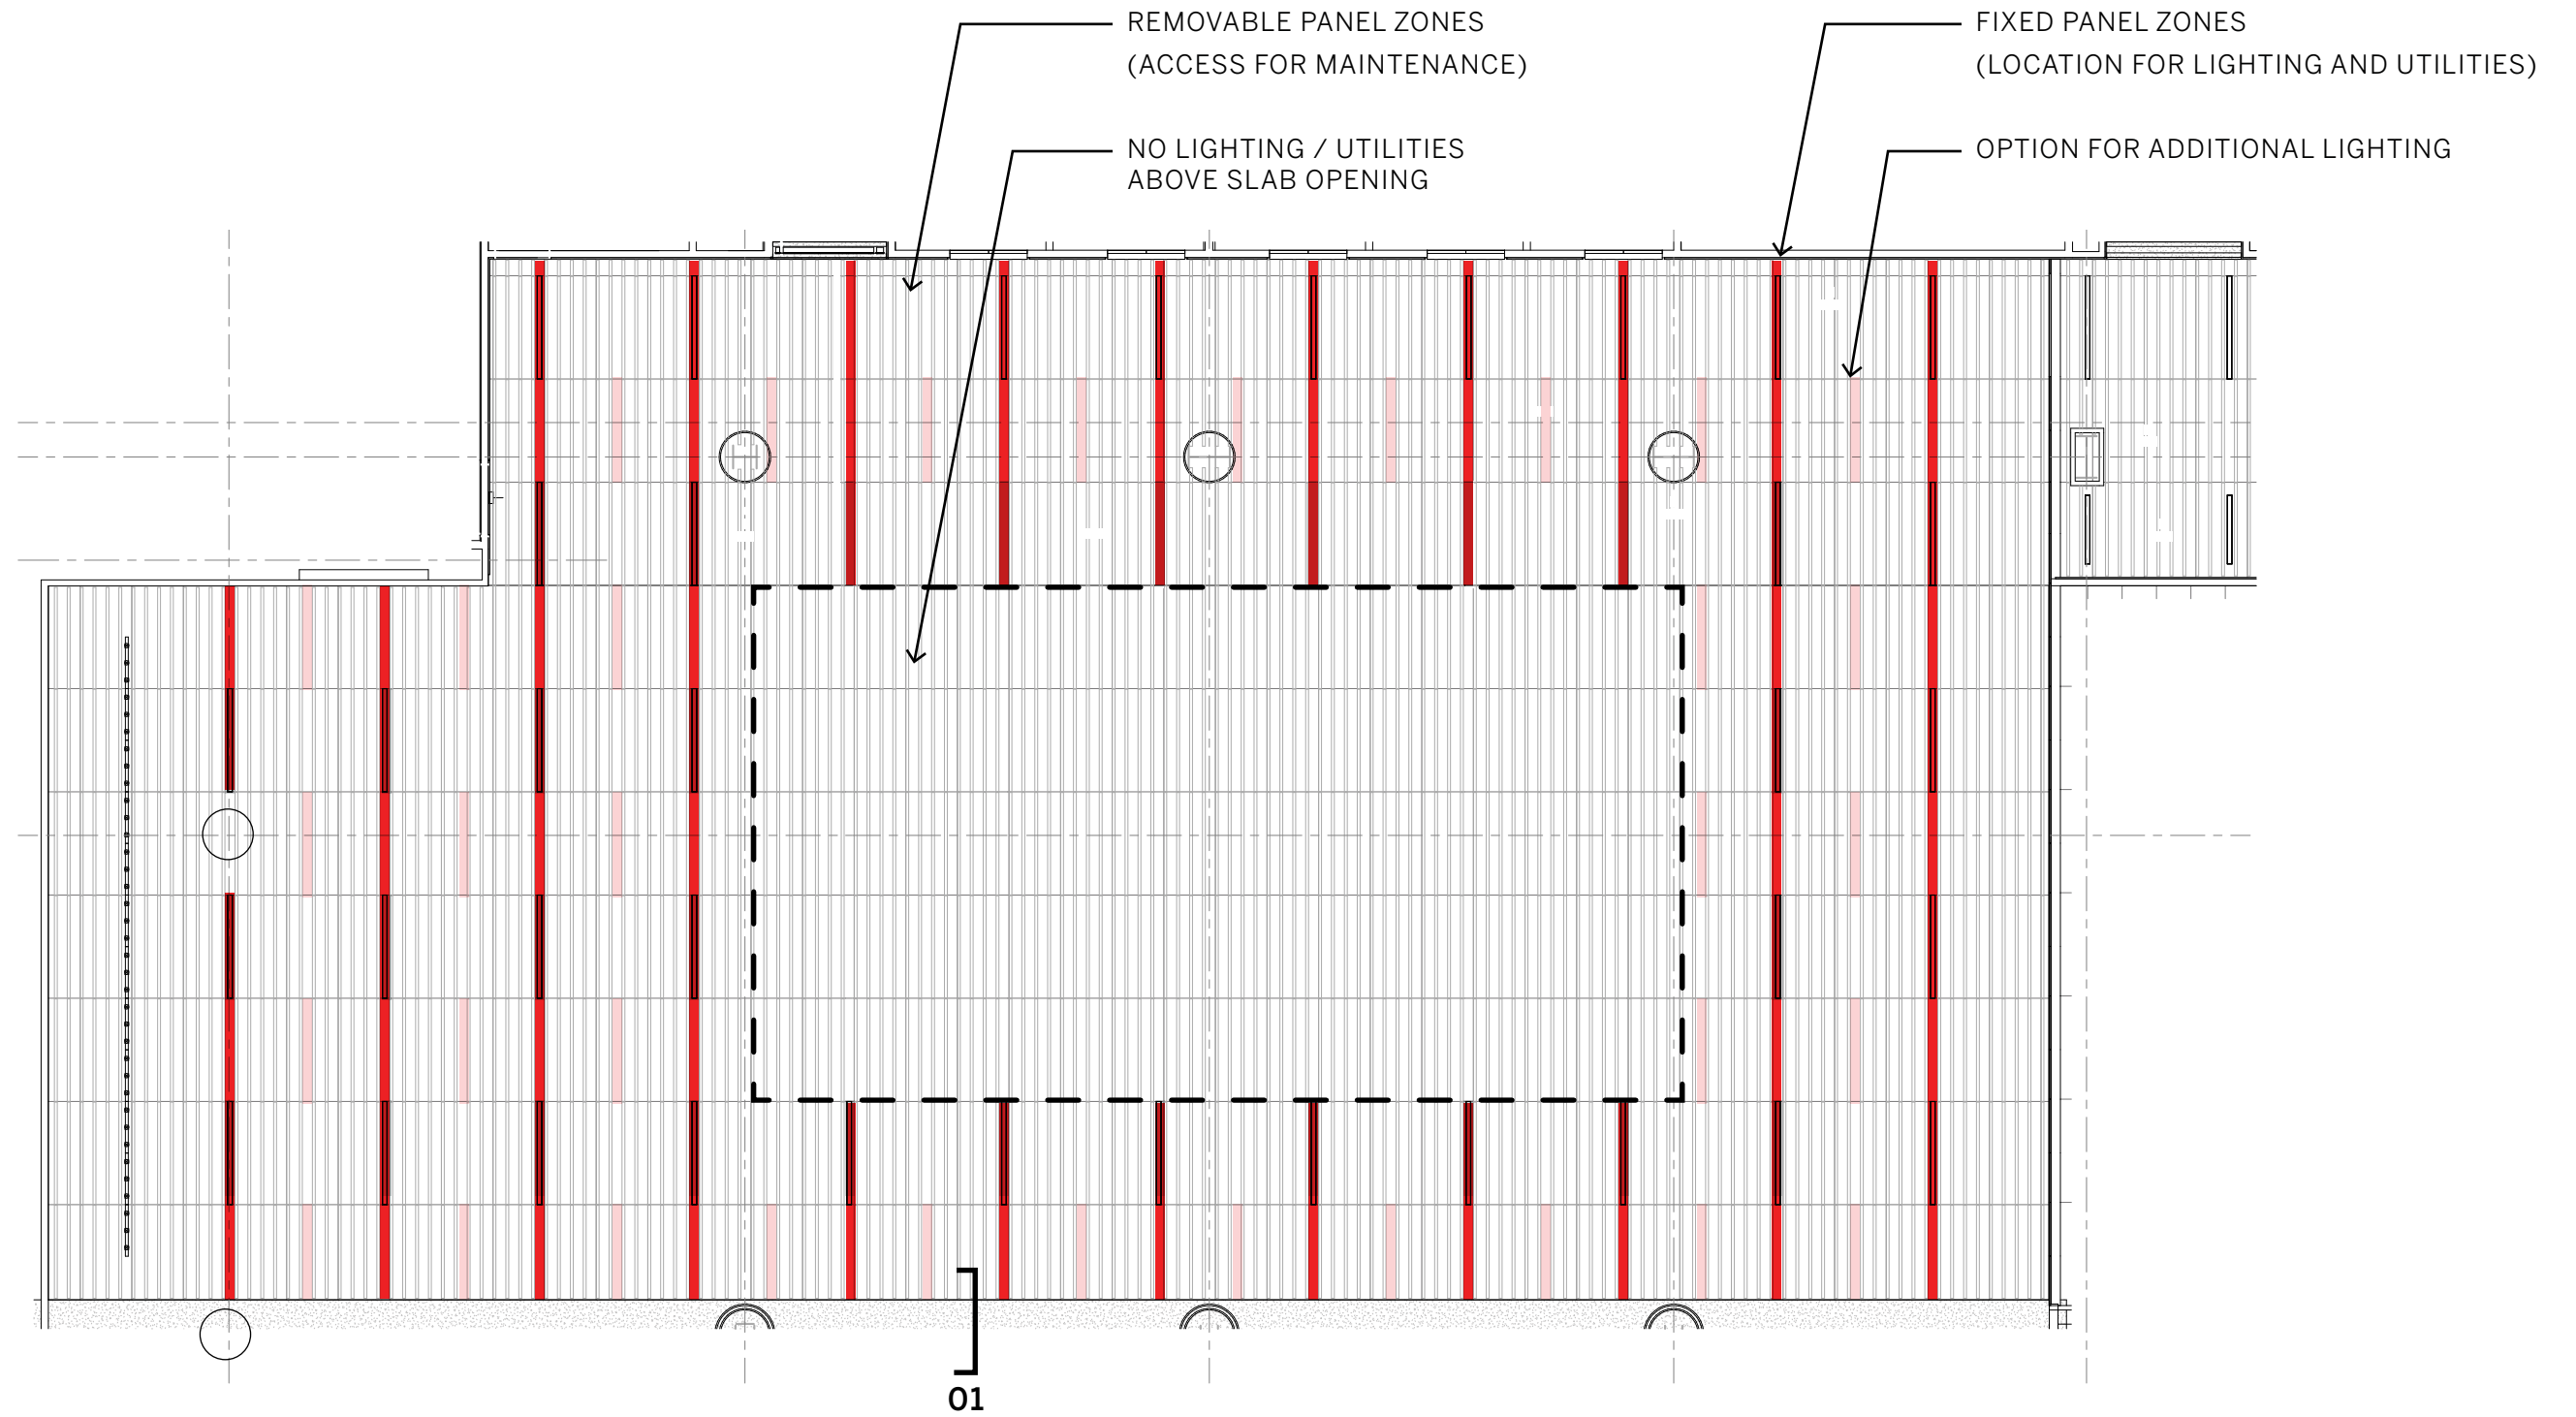 REMOVABLE PANEL ZONES
(ACCESS FOR MAINTENANCE)
FIXED PANEL ZONES
(LOCATION FOR LIGHTING AND UTILITIES)
NO LIGHTING / UTILITIES
ABOVE SLAB OPENING
OPTION FOR ADDITIONAL LIGHTING
01